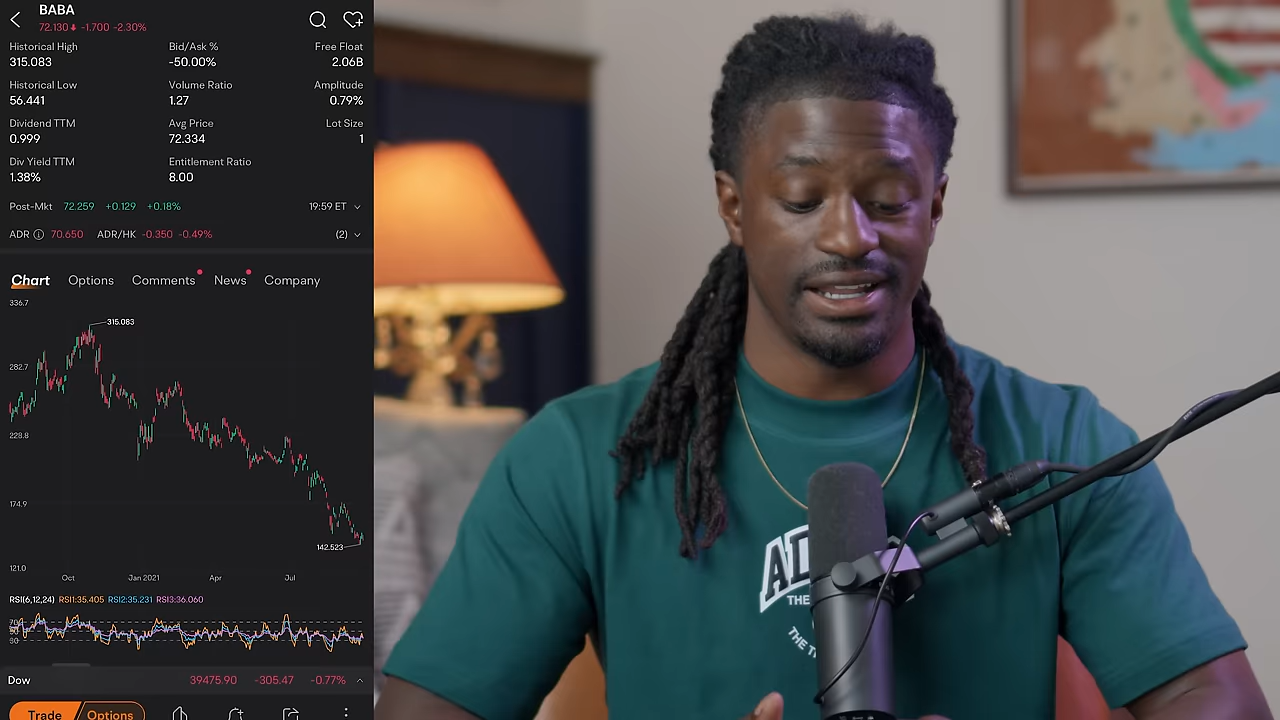 BABA
72.130 -1.700 -2.30%
Historical High Bid/Ask % Free Float
315.083 -50.00% 2.06B
Historical Low Volume Ratio Amplitude
56.441 1.27 0.79%
Dividend TTM Avg Price Lot Size
0.999 72.334 1
Div Yield TTM Entitlement Ratio
1.38% 8.00
Post-Mkt 72.259 +0.129 +0.18% 19:59 ET
ADR 70.650 ADR/HK -0.350 -0.49% (2)
Chart Options Comments News Company
336.7
315.083
282.7
228.8
174.9
142.523
121.0
Oct Jan 2021 Apr Jul
RSI(6,12,24) RSI1:35.405 RSI2:35.231 RSI3:36.060
Dow 39475.90 -305.47 -0.77%
Trade Options
THE
THE